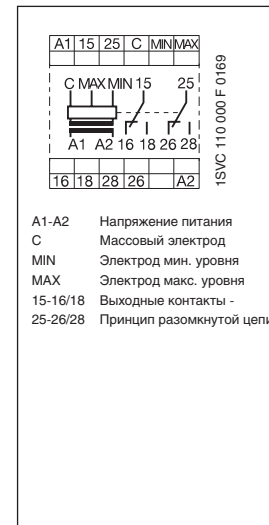 A1 15 25 C MIN MAX
C MAX MIN 15 25
A1 A2 16 18 26 28
16 18 28 26 A2
1SVC 110 000 F 0169
A1-A2 Напряжение питания
C Массовый электрод
MIN Электрод мин. уровня
MAX Электрод макс. уровня
15-16/18 Выходные контакты -
25-26/28 Принцип разомкнутой цепи